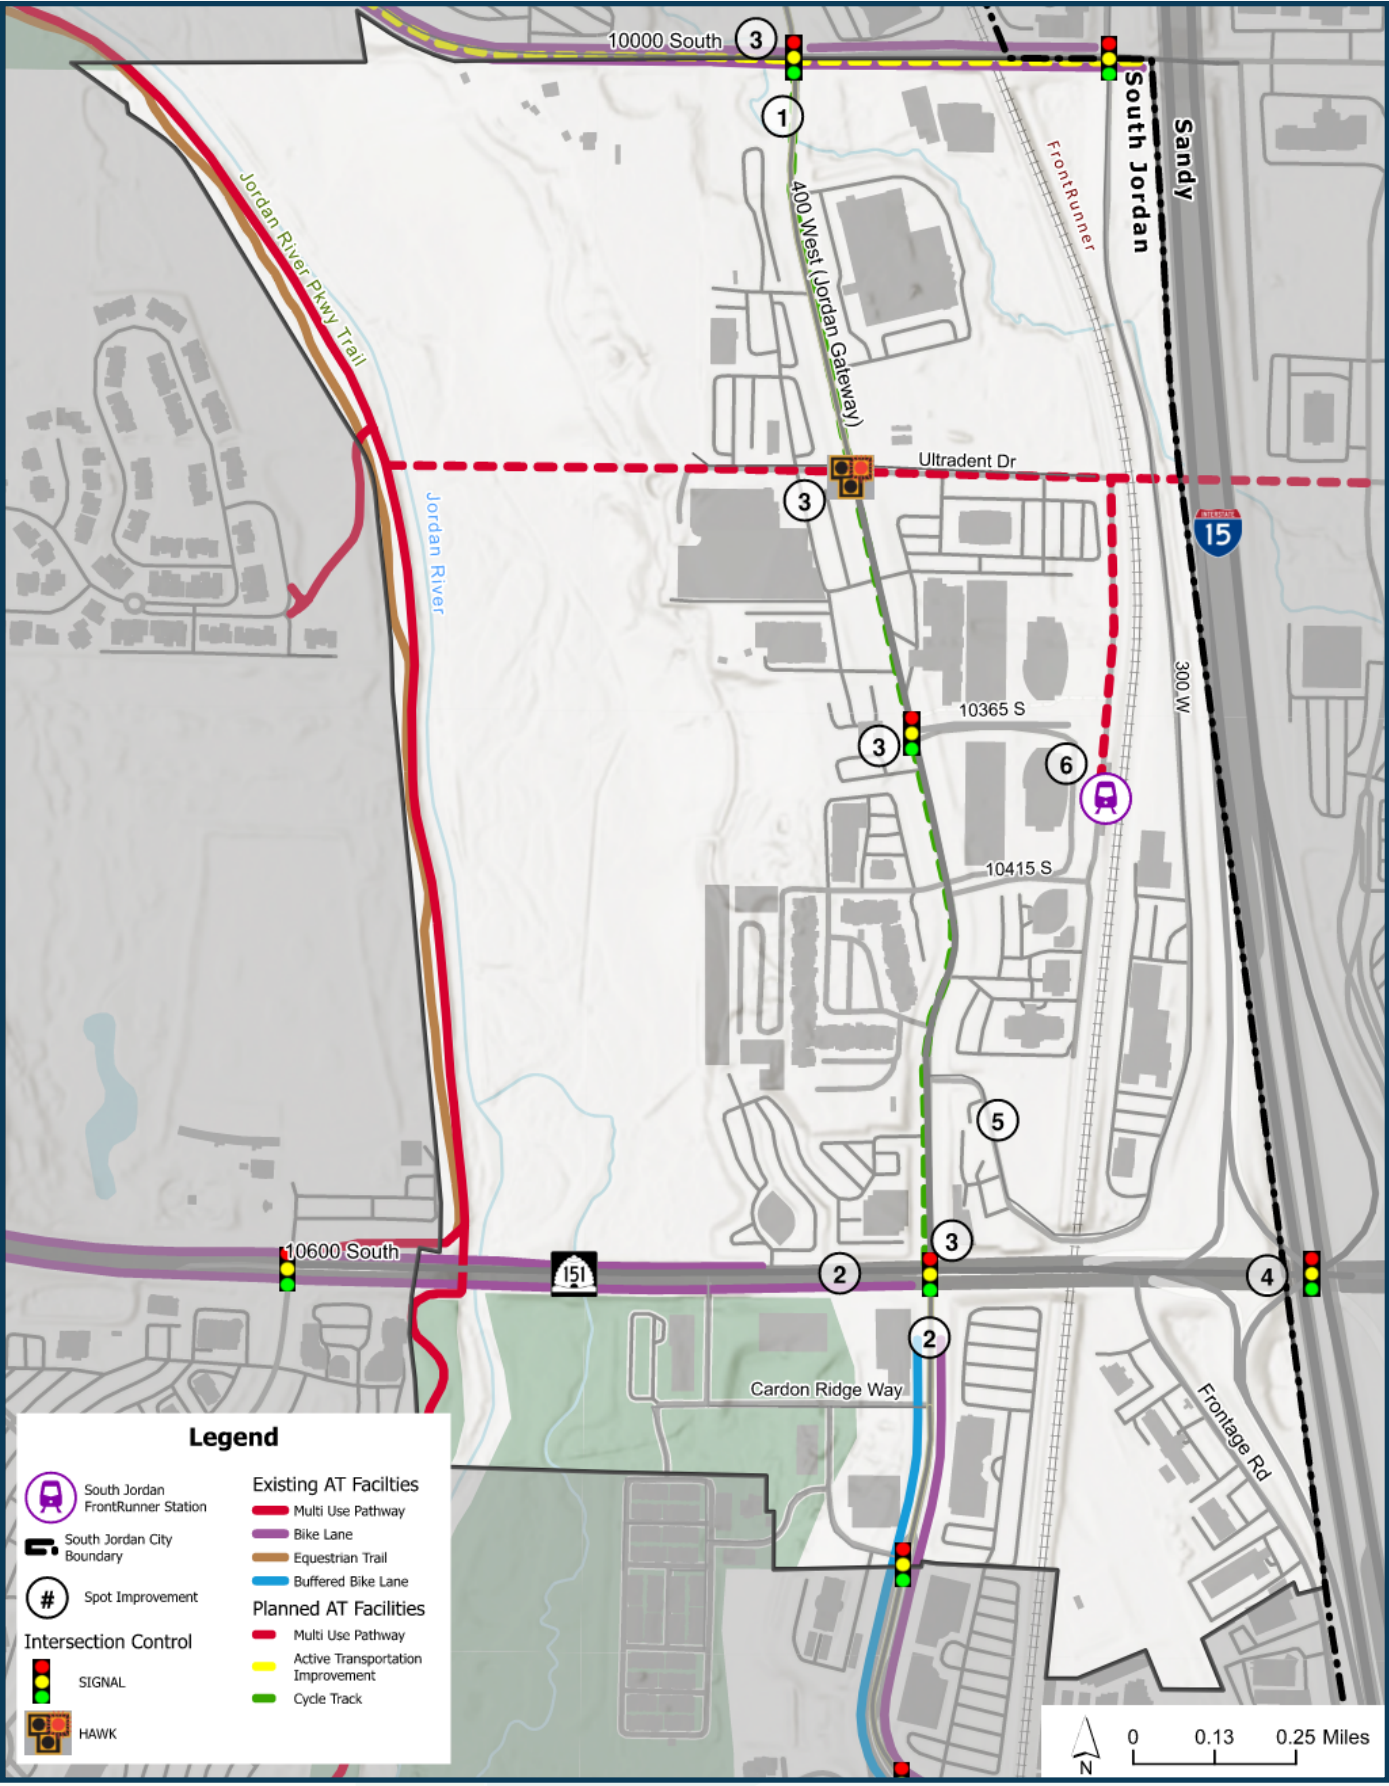 10000 South
3
1
South Jordan
Sandy
FrontRunner
Jordan River Pkwy Trail
400 West (Jordan Gateway)
Ultradent Dr
3
Jordan River
INTERSTATE
15
300 W
10365 S
3
6
10415 S
5
10600 South
151
2
3
4
2
Cardon Ridge Way
Frontage Rd
Legend
South Jordan
FrontRunner Station
South Jordan City
Boundary
#
Spot Improvement
Intersection Control
SIGNAL
HAWK
Existing AT Facilties
Multi Use Pathway
Bike Lane
Equestrian Trail
Buffered Bike Lane
Planned AT Facilities
Multi Use Pathway
Active Transportation
Improvement
Cycle Track
N
0 0.13 0.25 Miles